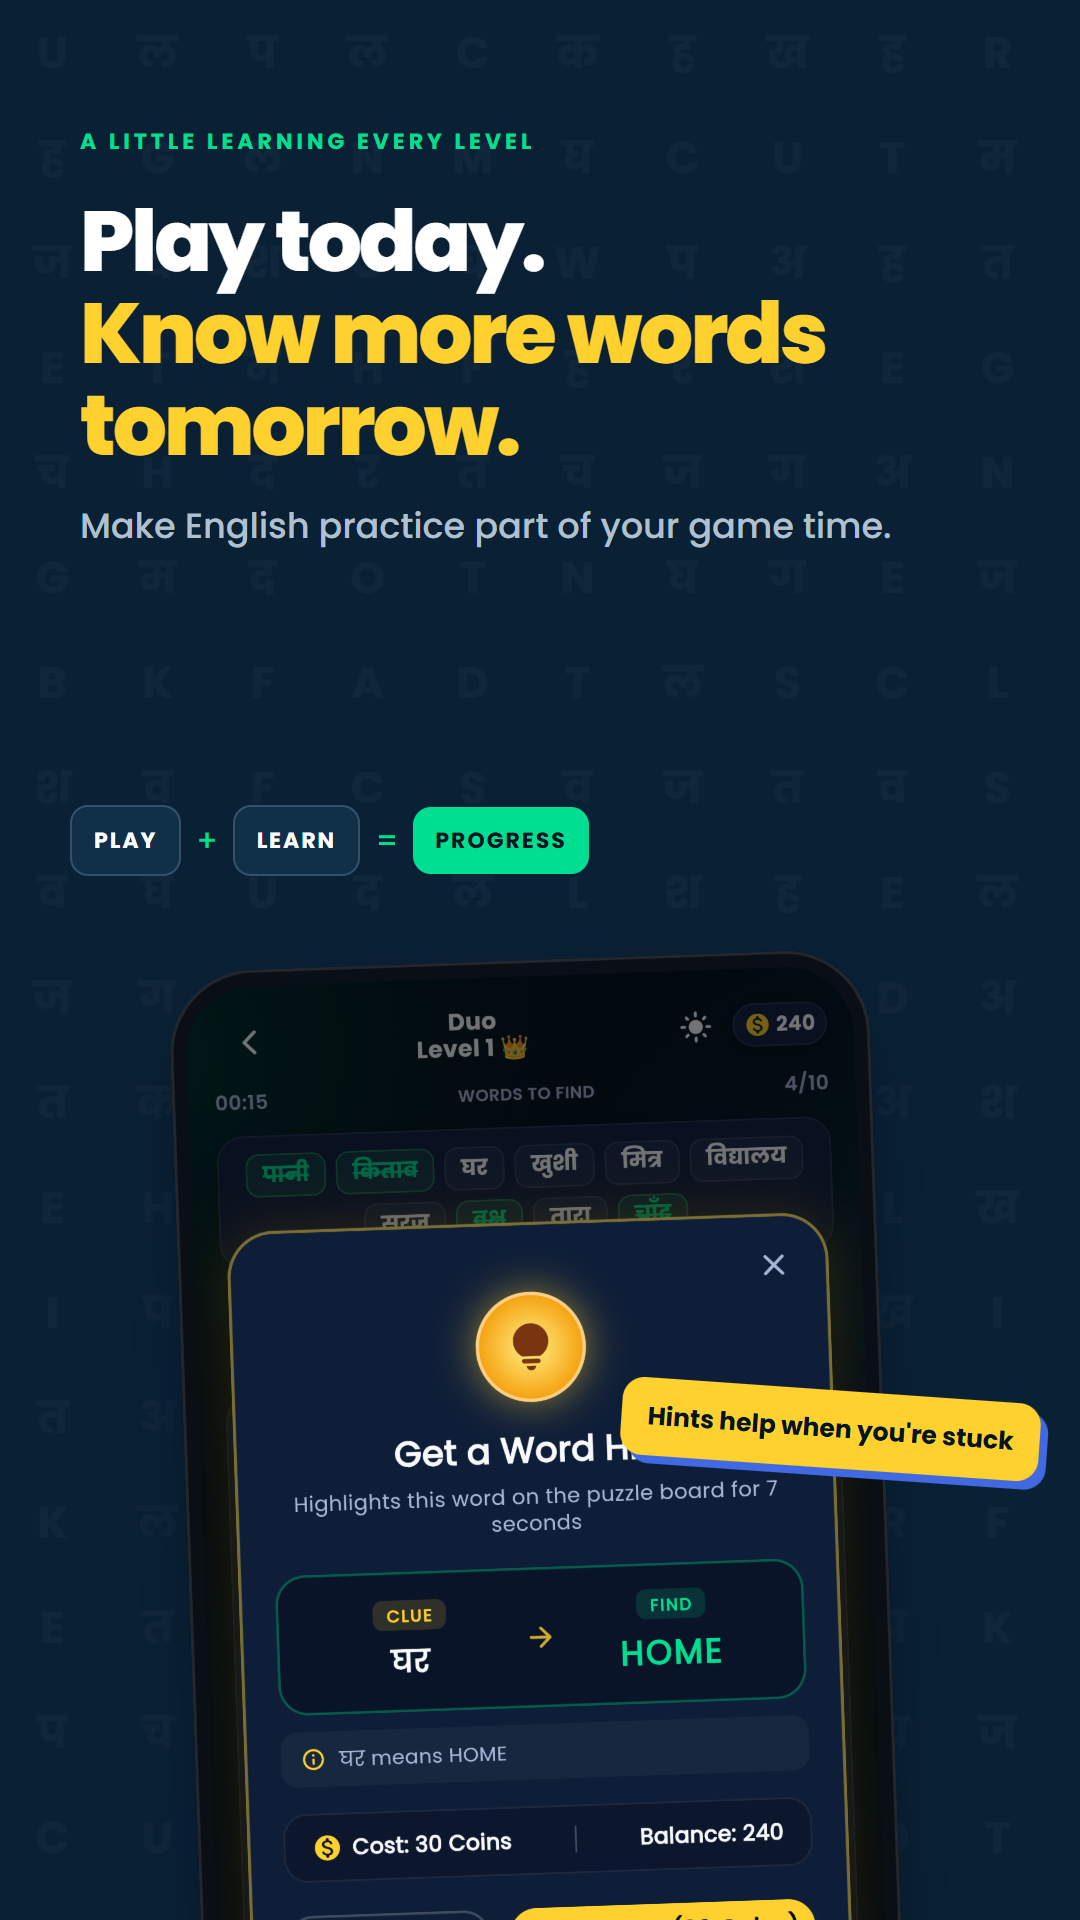 A LITTLE LEARNING EVERY LEVEL
Play today.
Know more words
tomorrow.
Make English practice part of your game time.
PLAY + LEARN = PROGRESS
Duo
Level 1
240
00:15
WORDS TO FIND
4/10
पानी किताब घर खुशी मित्र विद्यालय
सूरज वृक्ष तारा चाँद
Get a Word
Hints help when you're stuck
Highlights this word on the puzzle board for 7
seconds
CLUE
FIND
घर → HOME
घर means HOME
Cost: 30 Coins | Balance: 240